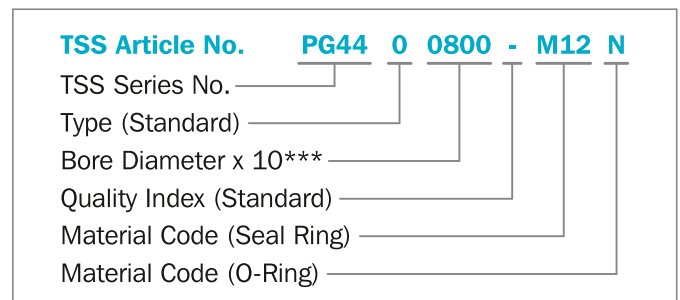 TSS Article No. PG44 0 0800 - M12 N
TSS Series No.
Type (Standard)
Bore Diameter x 10***
Quality Index (Standard)
Material Code (Seal Ring)
Material Code (O-Ring)